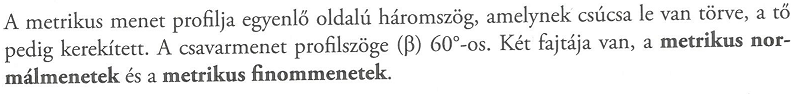 A metrikus menet profilja egyenlő oldalú háromszög, amelynek csúcsa le van törve, a tő
pedig kerekített. A csavarmenet profilszöge (β) 60°-os. Két fajtája van, a metrikus nor-
málmenetek és a metrikus finommenetek.